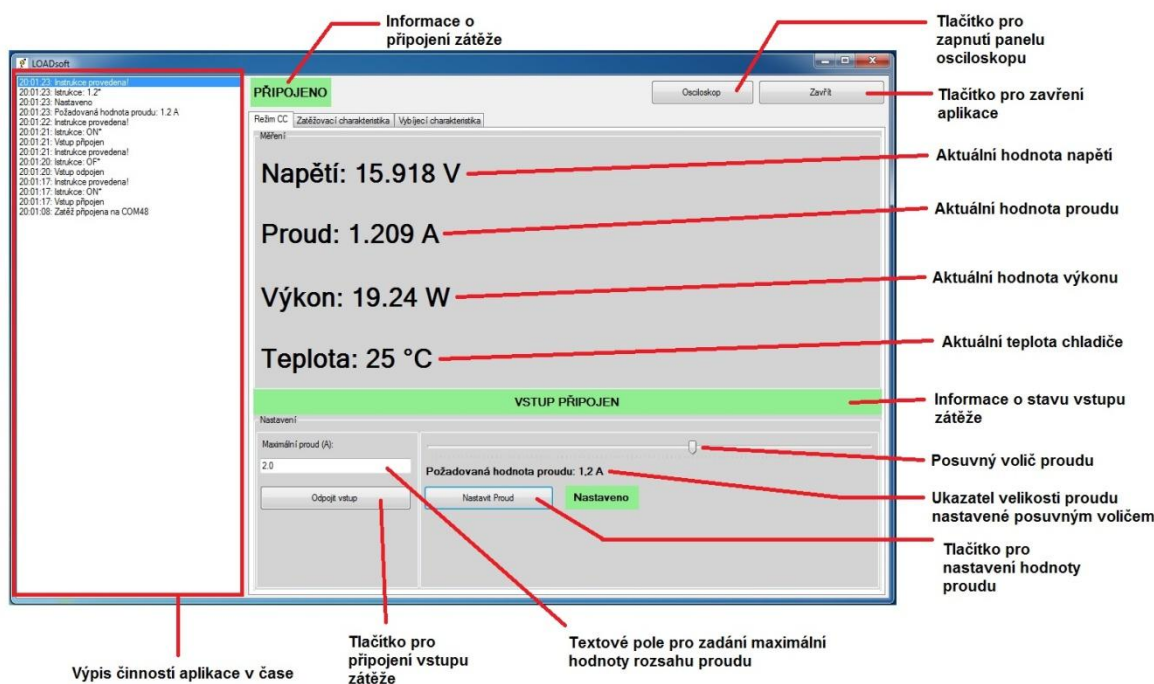 Informace o
připojení zátěže
Tlačítko pro
zapnutí panelu
osciloskopu
LOADsoft
20:01:23: Instrukce provedena!
20:01:23: Istrukce: 1.2*
20:01:23: Nastaveno
20:01:23: Požadovaná hodnota proudu: 1.2 A
20:01:22: Instrukce provedena!
20:01:21: Istrukce: ON*
20:01:21: Vstup připojen
20:01:21: Instrukce provedena!
20:01:20: Istrukce: OF*
20:01:20: Vstup odpojen
20:01:17: Instrukce provedena!
20:01:17: Istrukce: ON*
20:01:17: Vstup připojen
20:01:08: Zatěž připojena na COM48
PŘIPOJENO
Osciloskop
Zavřít
Tlačítko pro zavření
aplikace
Režim CC
Zatěžovací charakteristika
Vybíjecí charakteristika
Měření
Napětí: 15.918 V
Aktuální hodnota napětí
Proud: 1.209 A
Aktuální hodnota proudu
Výkon: 19.24 W
Aktuální hodnota výkonu
Teplota: 25 °C
Aktuální teplota chladiče
VSTUP PŘIPOJEN
Informace o stavu vstupu
zátěže
Nastavení
Maximální proud (A):
2.0
Odpojit vstup
Požadovaná hodnota proudu: 1,2 A
Nastavit Proud
Nastaveno
Posuvný volič proudu
Ukazatel velikosti proudu
nastavené posuvným voličem
Tlačítko pro
nastavení hodnoty
proudu
Výpis činností aplikace v čase
Tlačítko pro
připojení vstupu
zátěže
Textové pole pro zadání maximální
hodnoty rozsahu proudu